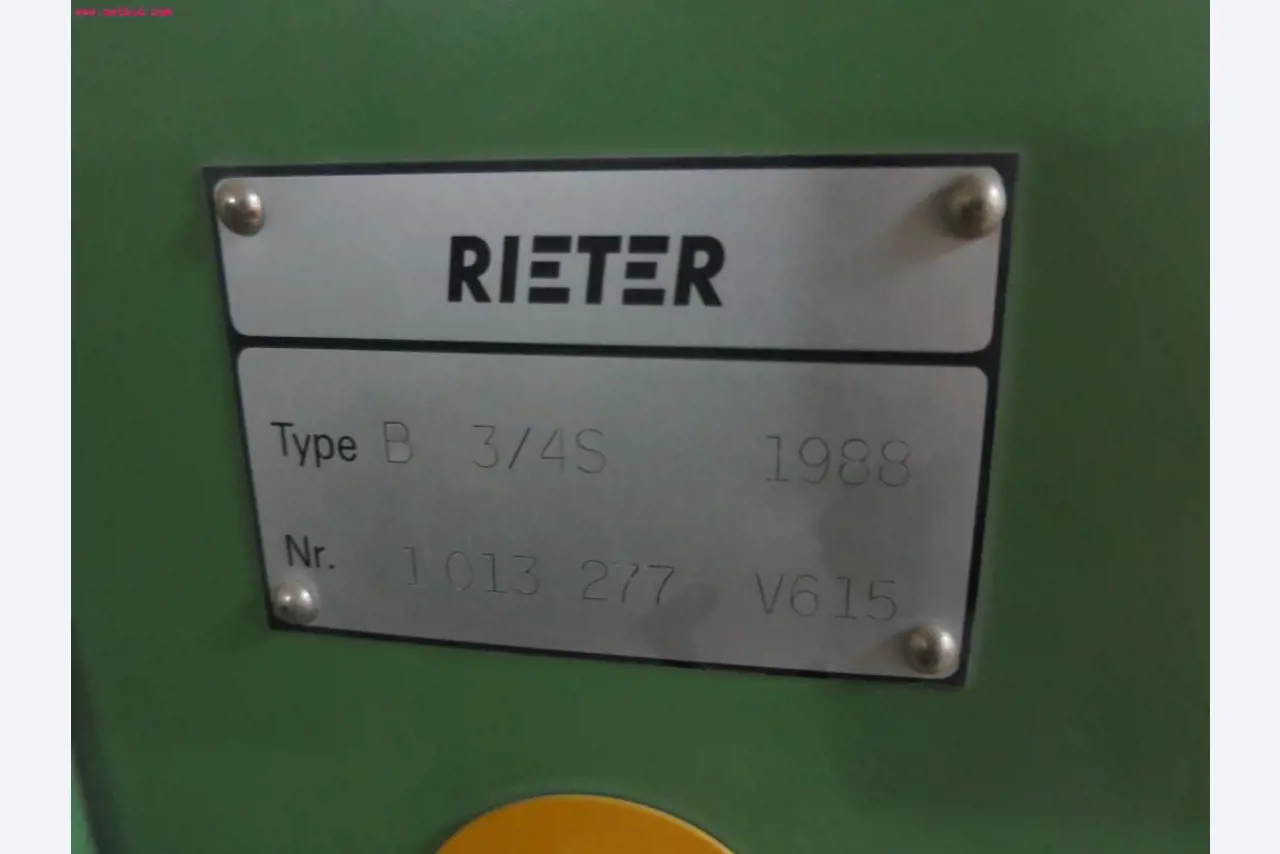 RIETER
Type B 3/4S 1988
Nr. 1 013 277 V615